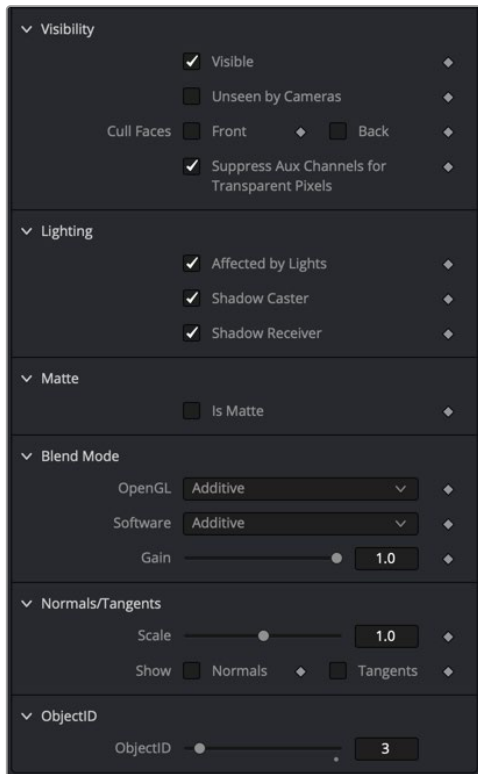 Visibility
Visible
Unseen by Cameras
Cull Faces Front Back
Suppress Aux Channels for
Transparent Pixels
Lighting
Affected by Lights
Shadow Caster
Shadow Receiver
Matte
Is Matte
Blend Mode
OpenGL Additive
Software Additive
Gain 1.0
Normals/Tangents
Scale 1.0
Show Normals Tangents
ObjectID
ObjectID 3